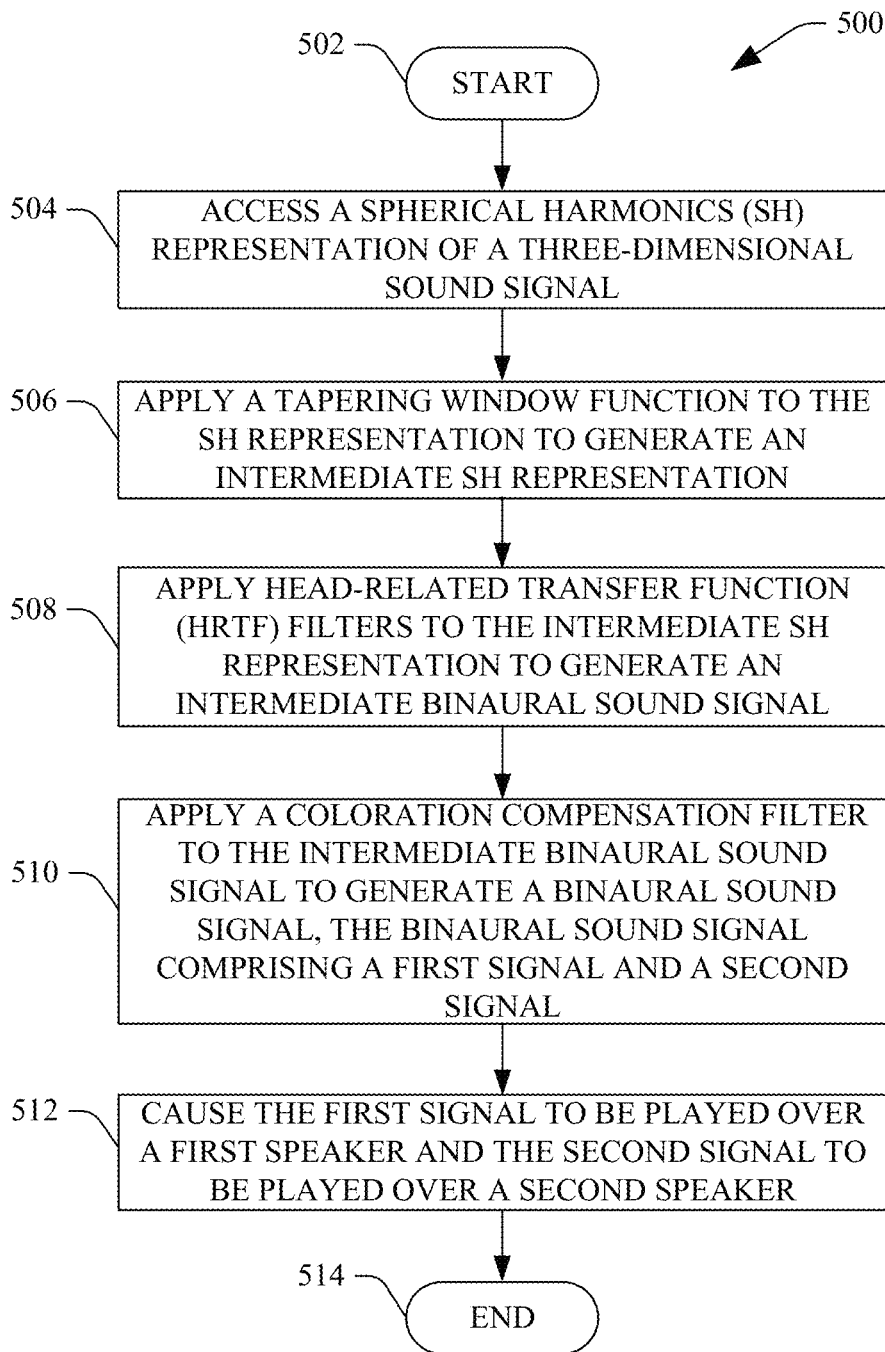 500
502
START
504
ACCESS A SPHERICAL HARMONICS (SH)
REPRESENTATION OF A THREE-DIMENSIONAL
SOUND SIGNAL
506
APPLY A TAPERING WINDOW FUNCTION TO THE
SH REPRESENTATION TO GENERATE AN
INTERMEDIATE SH REPRESENTATION
508
APPLY HEAD-RELATED TRANSFER FUNCTION
(HRTF) FILTERS TO THE INTERMEDIATE SH
REPRESENTATION TO GENERATE AN
INTERMEDIATE BINAURAL SOUND SIGNAL
510
APPLY A COLORATION COMPENSATION FILTER
TO THE INTERMEDIATE BINAURAL SOUND
SIGNAL TO GENERATE A BINAURAL SOUND
SIGNAL, THE BINAURAL SOUND SIGNAL
COMPRISING A FIRST SIGNAL AND A SECOND
SIGNAL
512
CAUSE THE FIRST SIGNAL TO BE PLAYED OVER
A FIRST SPEAKER AND THE SECOND SIGNAL TO
BE PLAYED OVER A SECOND SPEAKER
514
END